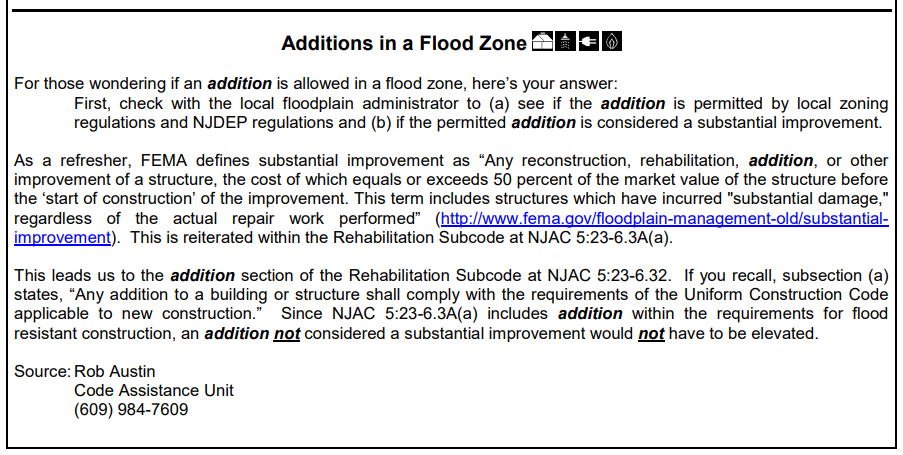 Additions in a Flood Zone
For those wondering if an addition is allowed in a flood zone, here’s your answer:
First, check with the local floodplain administrator to (a) see if the addition is permitted by local zoning
regulations and NJDEP regulations and (b) if the permitted addition is considered a substantial improvement.
As a refresher, FEMA defines substantial improvement as “Any reconstruction, rehabilitation, addition, or other
improvement of a structure, the cost of which equals or exceeds 50 percent of the market value of the structure before
the ‘start of construction’ of the improvement. This term includes structures which have incurred "substantial damage,"
regardless of the actual repair work performed” (http://www.fema.gov/floodplain-management-old/substantial-
improvement). This is reiterated within the Rehabilitation Subcode at NJAC 5:23-6.3A(a).
This leads us to the addition section of the Rehabilitation Subcode at NJAC 5:23-6.32. If you recall, subsection (a)
states, “Any addition to a building or structure shall comply with the requirements of the Uniform Construction Code
applicable to new construction.” Since NJAC 5:23-6.3A(a) includes addition within the requirements for flood
resistant construction, an addition not considered a substantial improvement would not have to be elevated.
Source: Rob Austin
Code Assistance Unit
(609) 984-7609